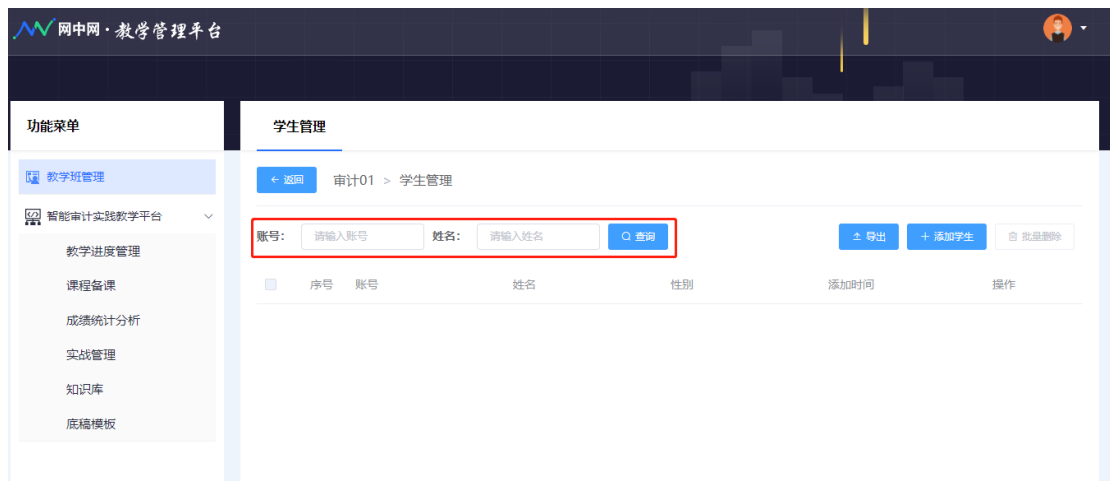 网中网·教学管理平台
功能菜单
教学班管理
智能审计实践教学平台
教学进度管理
课程备课
成绩统计分析
实战管理
知识库
底稿模板
学生管理
← 返回 审计01 > 学生管理
账号： 请输入账号 姓名： 请输入姓名 查询 导出 + 添加学生 批量删除
序号 账号 姓名 性别 添加时间 操作